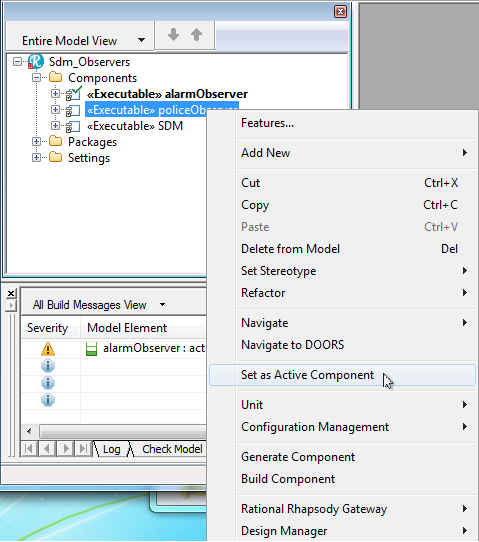 Entire Model View
Sdm_Observers
Components
«Executable» alarmObserver
«Executable» policeObserver
«Executable» SDM
Packages
Settings
Features...
Add New
Cut Ctrl+X
Copy Ctrl+C
Paste Ctrl+V
Delete from Model Del
Set Stereotype
Refactor
Navigate
Navigate to DOORS
Set as Active Component
Unit
Configuration Management
Generate Component
Build Component
Rational Rhapsody Gateway
Design Manager
All Build Messages View
Severity Model Element
alarmObserver : act
Log Check Model